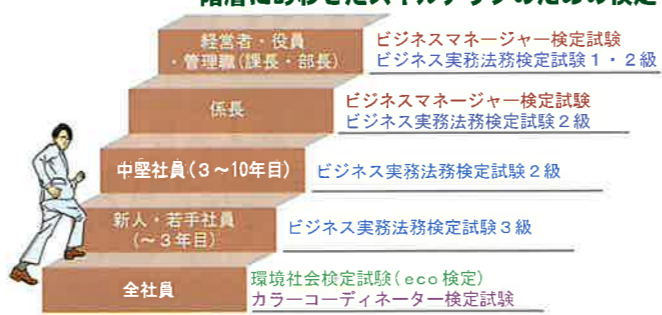 階層にあわせたスキルアップのための検定
経営者・役員
・管理職(課長・部長)
ビジネスマネージャー検定試験
ビジネス実務法務検定試験1・2級
係長
ビジネスマネージャー検定試験
ビジネス実務法務検定試験2級
中堅社員(3～10年目)
ビジネス実務法務検定試験2級
新人・若手社員
(～3年目)
ビジネス実務法務検定試験3級
全社員
環境社会検定試験(eco検定)
カラーコーディネーター検定試験